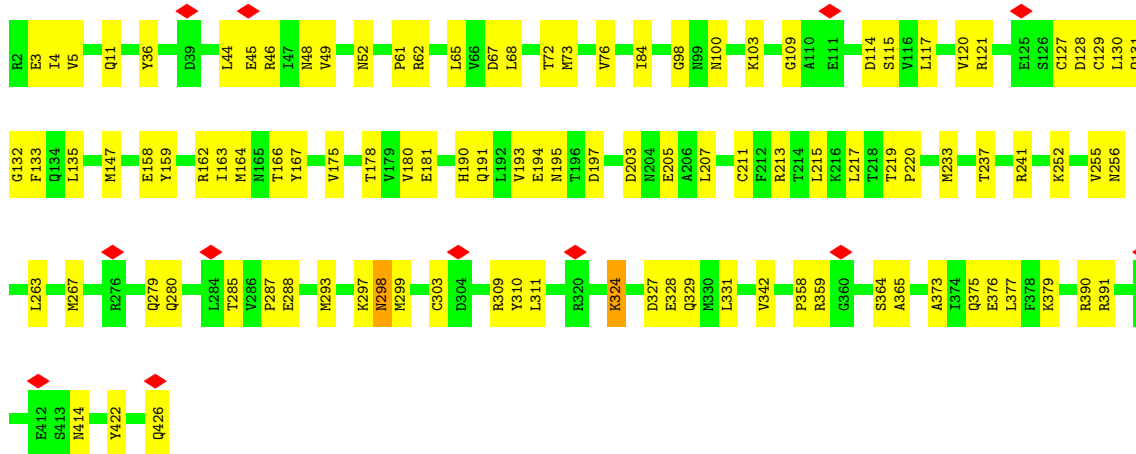 R2 E3 I4 V5 Q11 Y36 D39 L44 E45 R46 I47 N48 V49 N52 P61 R62 L65 V66 D67 L68 T72 M73 V76 I84 G98 N99 N100 K103 G109 A110 E111 D114 S115 V116 L117 V120 R121 E125 S126 C127 D128 C129 L130 Q131
G132 F133 Q134 L135 M147 E158 Y159 R162 I163 M164 N165 T166 Y167 V175 T178 V179 V180 E181 H190 Q191 L192 V193 E194 N195 T196 D197 D203 N204 E205 A206 L207 C211 F212 R213 T214 L215 K216 L217 T218 T219 P220 M233 T237 R241 K252 V255 N256
L263 M267 R276 Q279 Q280 L284 T285 V286 P287 E288 M293 K297 N298 M299 C303 D304 R309 Y310 L311 R320 K324 D327 E328 Q329 M330 L331 V342 P358 R359 G360 S364 A365 A373 I374 Q375 E376 L377 F378 K379 R390 R391
E412 S413 N414 Y422 Q426